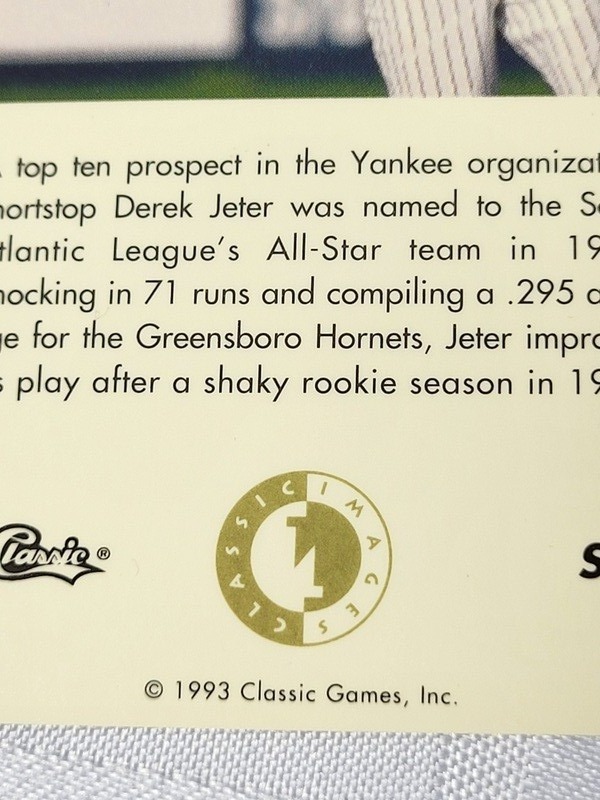 top ten prospect in the Yankee organizat
hortstop Derek Jeter was named to the S
tlantic League's All-Star team in 19
nocking in 71 runs and compiling a .295 a
ge for the Greensboro Hornets, Jeter impro
s play after a shaky rookie season in 19
CLASSIC IMAGES
Classic®
S
© 1993 Classic Games, Inc.